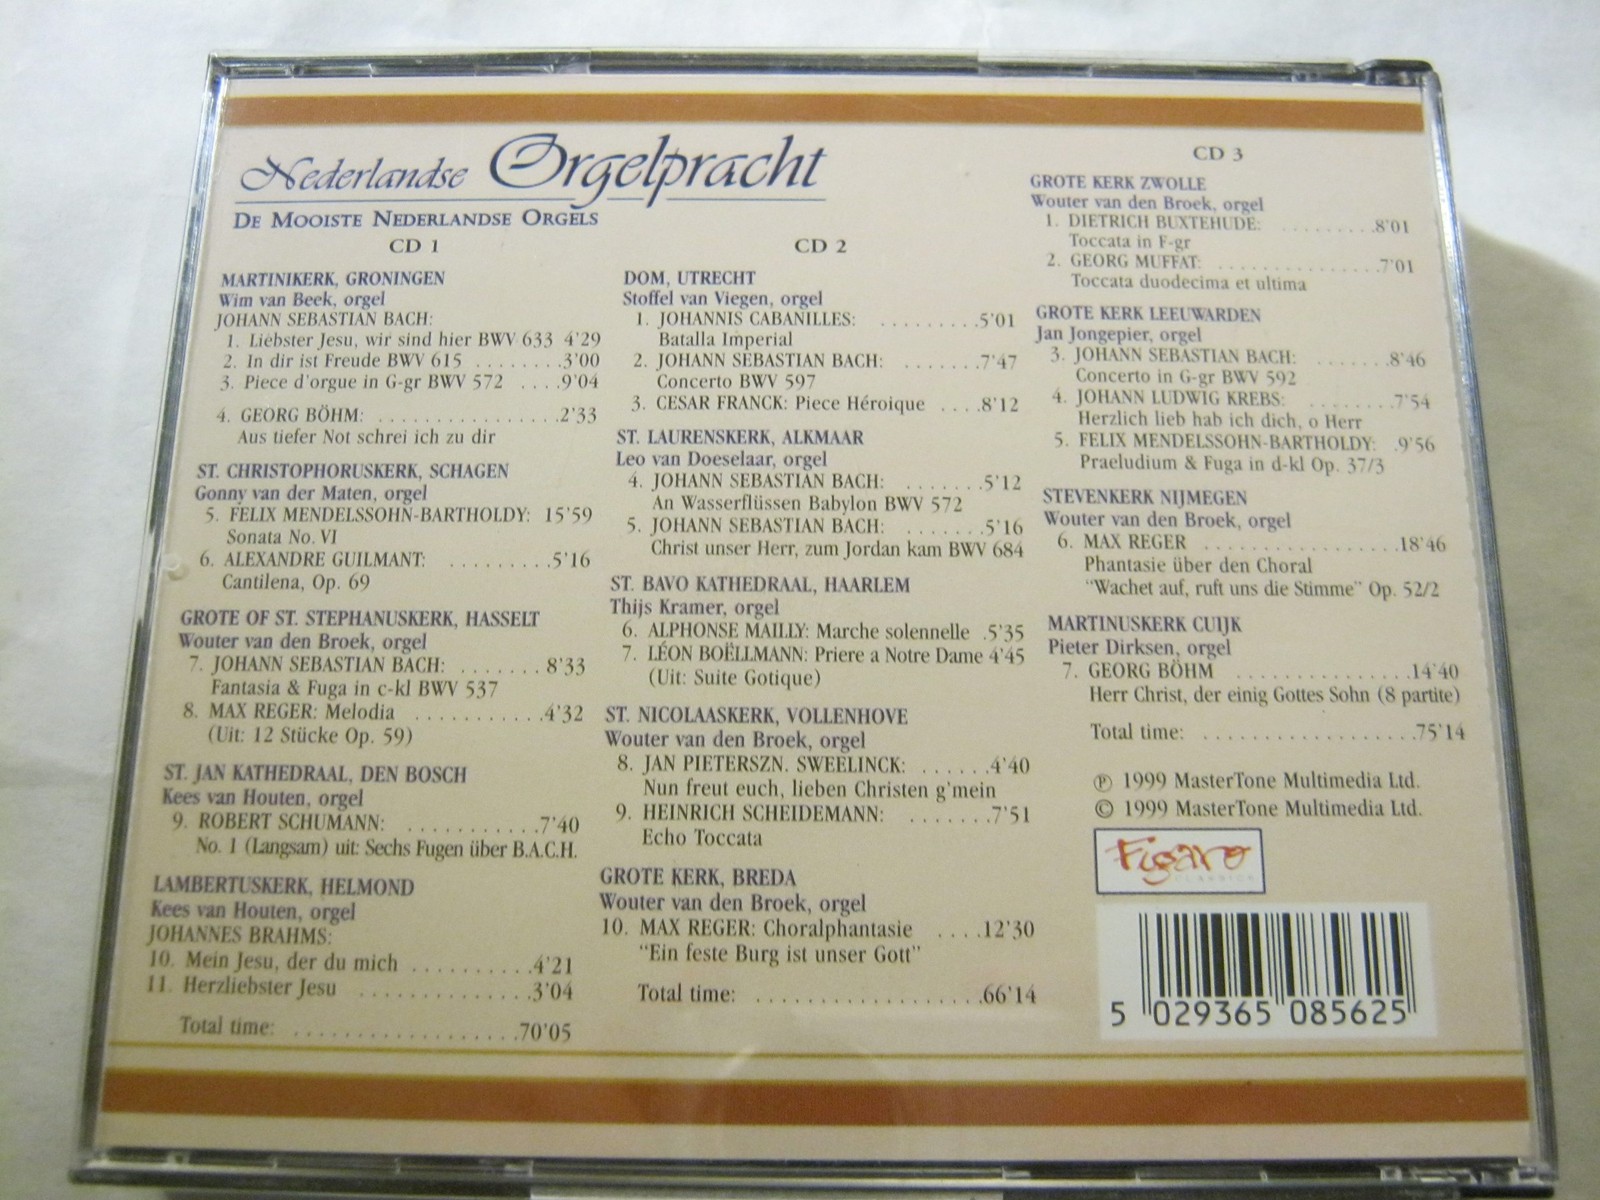 Nederlandse Orgelpracht
DE MOOISTE NEDERLANDSE ORGELS
CD 1
MARTINIKERK, GRONINGEN
Wim van Beek, orgel
JOHANN SEBASTIAN BACH:
1. Liebster Jesu, wir sind hier BWV 633 4'29
2. In dir ist Freude BWV 615 ........3'00
3. Piece d'orgue in G-gr BWV 572 ....9'04
4. GEORG BÖHM: ................2'33
Aus tiefer Not schrei ich zu dir
ST. CHRISTOPHORUSKERK, SCHAGEN
Gonny van der Maten, orgel
5. FELIX MENDELSSOHN-BARTHOLDY: 15'59
Sonata No. VI
6. ALEXANDRE GUILMANT: .........5'16
Cantilena, Op. 69
GROTE OF ST. STEPHANUSKERK, HASSELT
Wouter van den Broek, orgel
7. JOHANN SEBASTIAN BACH: .......8'33
Fantasia & Fuga in c-kl BWV 537
8. MAX REGER: Melodia ...........4'32
(Uit: 12 Stücke Op. 59)
ST. JAN KATHEDRAAL, DEN BOSCH
Kees van Houten, orgel
9. ROBERT SCHUMANN: ...........7'40
No. 1 (Langsam) uit: Sechs Fugen über B.A.C.H.
LAMBERTUSKERK, HELMOND
Kees van Houten, orgel
JOHANNES BRAHMS:
10. Mein Jesu, der du mich ..........4'21
11. Herzliebster Jesu ..............3'04
Total time: ..................70'05
CD 2
DOM, UTRECHT
Stoffel van Viegen, orgel
1. JOHANNIS CABANILLES: .........5'01
Batalla Imperial
2. JOHANN SEBASTIAN BACH: .......7'47
Concerto BWV 597
3. CESAR FRANCK: Piece Héroique ....8'12
ST. LAURENSKERK, ALKMAAR
Leo van Doeselaar, orgel
4. JOHANN SEBASTIAN BACH: .......5'12
An Wasserflüssen Babylon BWV 572
5. JOHANN SEBASTIAN BACH: .......5'16
Christ unser Herr, zum Jordan kam BWV 684
ST. BAVO KATHEDRAAL, HAARLEM
Thijs Kramer, orgel
6. ALPHONSE MAILLY: Marche solennelle .5'35
7. LÉON BOËLLMANN: Priere a Notre Dame 4'45
(Uit: Suite Gotique)
ST. NICOLAASKERK, VOLLENHOVE
Wouter van den Broek, orgel
8. JAN PIETERSZN. SWEELINCK: ......4'40
Nun freut euch, lieben Christen g'mein
9. HEINRICH SCHEIDEMANN: .......7'51
Echo Toccata
GROTE KERK, BREDA
Wouter van den Broek, orgel
10. MAX REGER: Choralphantasie ....12'30
"Ein feste Burg ist unser Gott"
Total time: ..................66'14
CD 3
GROTE KERK ZWOLLE
Wouter van den Broek, orgel
1. DIETRICH BUXTEHUDE: .........8'01
Toccata in F-gr
2. GEORG MUFFAT: ...............7'01
Toccata duodecima et ultima
GROTE KERK LEEUWARDEN
Jan Jongepier, orgel
3. JOHANN SEBASTIAN BACH: .......8'46
Concerto in G-gr BWV 592
4. JOHANN LUDWIG KREBS: ........7'54
Herzlich lieb hab ich dich, o Herr
5. FELIX MENDELSSOHN-BARTHOLDY: .9'56
Praeludium & Fuga in d-kl Op. 37/3
STEVENKERK NIJMEGEN
Wouter van den Broek, orgel
6. MAX REGER ..................18'46
Phantasie über den Choral
"Wachet auf, ruft uns die Stimme" Op. 52/2
MARTINUSKERK CUIJK
Pieter Dirksen, orgel
7. GEORG BÖHM ................14'40
Herr Christ, der einig Gottes Sohn (8 partite)
Total time: ....................75'14
℗ 1999 MasterTone Multimedia Ltd.
© 1999 MasterTone Multimedia Ltd.
Figaro
CLASSICS
5 029365 085625